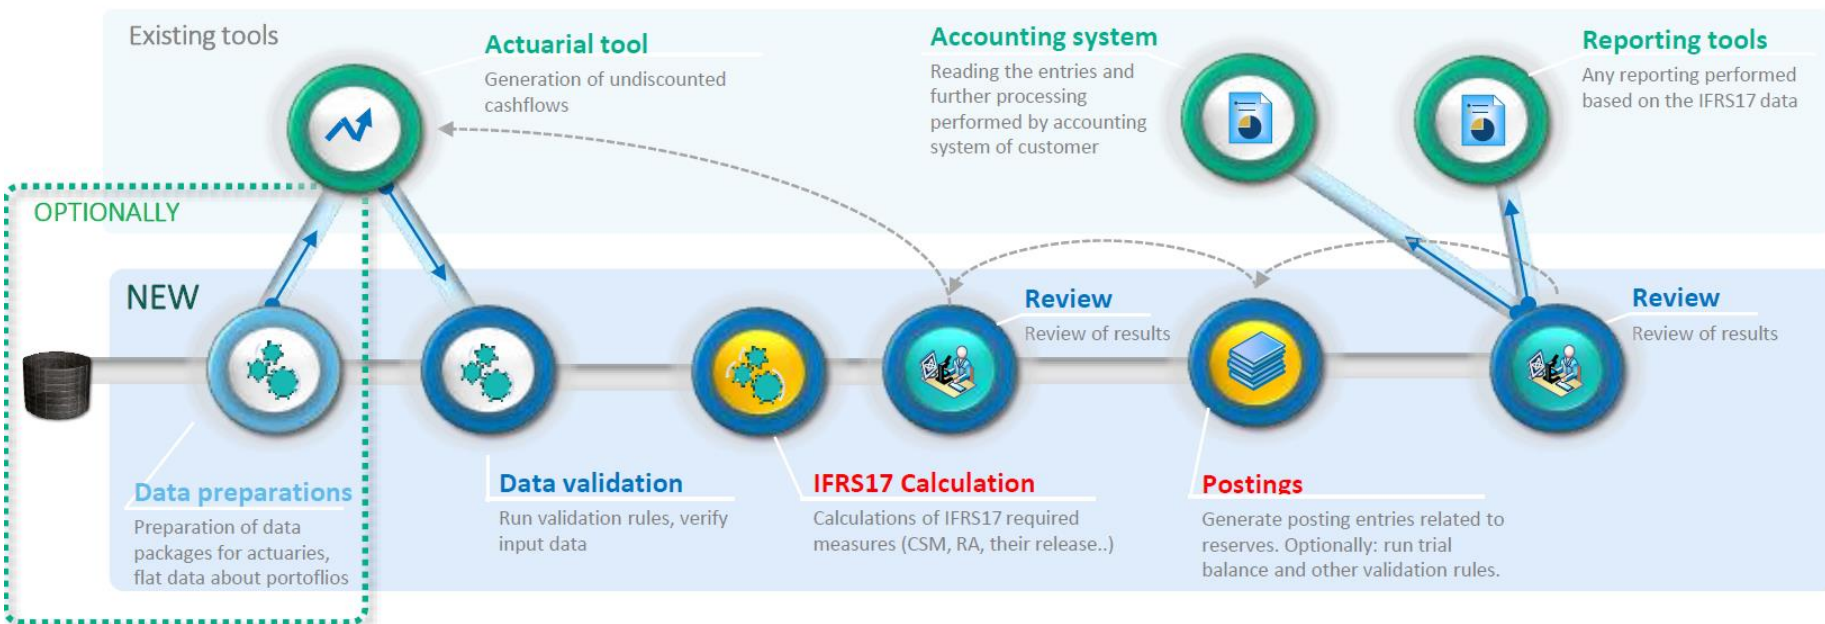 Existing tools
Actuarial tool
Generation of undiscounted
cashflows
Accounting system
Reading the entries and
further processing
performed by accounting
system of customer
Reporting tools
Any reporting performed
based on the IFRS17 data
OPTIONALLY
NEW
Review
Review of results
Review
Review of results
Data preparations
Preparation of data
packages for actuaries,
flat data about portoflios
Data validation
Run validation rules, verify
input data
IFRS17 Calculation
Calculations of IFRS17 required
measures (CSM, RA, their release..)
Postings
Generate posting entries related to
reserves. Optionally: run trial
balance and other validation rules.